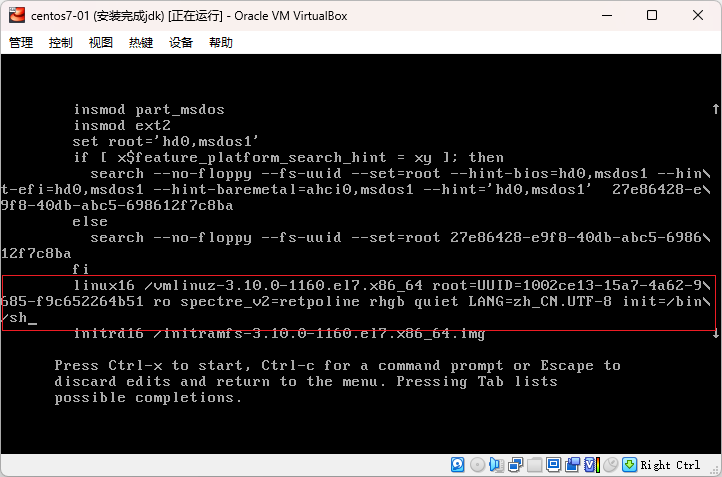 centos7-01 (安装完成jdk) [正在运行] - Oracle VM VirtualBox
管理 控制 视图 热键 设备 帮助
insmod part_msdos
insmod ext2
set root='hd0,msdos1'
if [ x$feature_platform_search_hint = xy ]; then
search --no-floppy --fs-uuid --set=root --hint-bios=hd0,msdos1 --hin\
t-efi=hd0,msdos1 --hint-baremetal=ahci0,msdos1 --hint='hd0,msdos1'  27e86428-e\
9f8-40db-abc5-698612f7c8ba
else
search --no-floppy --fs-uuid --set=root 27e86428-e9f8-40db-abc5-6986\
12f7c8ba
fi
linux16 /vmlinuz-3.10.0-1160.el7.x86_64 root=UUID=1002ce13-15a7-4a62-9\
685-f9c652264b51 ro spectre_v2=retpoline rhgb quiet LANG=zh_CN.UTF-8 init=/bin\
/sh_
initrd16 /initramfs-3.10.0-1160.el7.x86_64.img
Press Ctrl-x to start, Ctrl-c for a command prompt or Escape to
discard edits and return to the menu. Pressing Tab lists
possible completions.
Right Ctrl